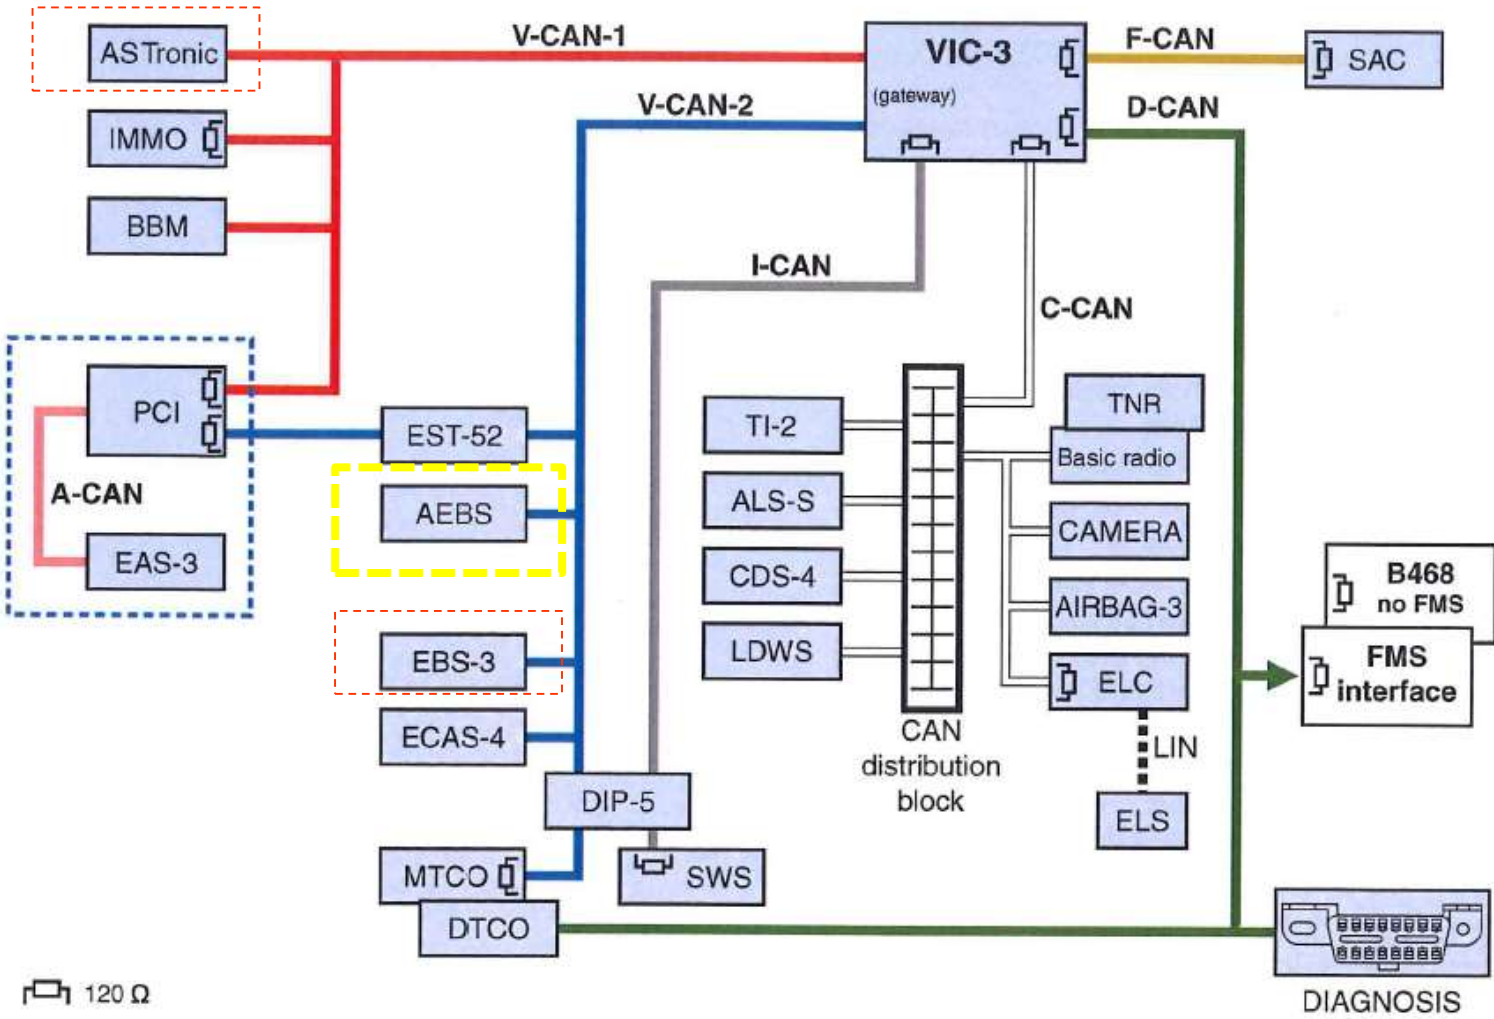 V-CAN-1
ASTronic
VIC-3
(gateway)
F-CAN
SAC
V-CAN-2
D-CAN
IMMO
BBM
I-CAN
C-CAN
PCI
EST-52
TI-2
TNR
Basic radio
A-CAN
AEBS
ALS-S
CAMERA
EAS-3
CDS-4
B468
no FMS
AIRBAG-3
EBS-3
LDWS
FMS
interface
ELC
ECAS-4
CAN
distribution
block
LIN
DIP-5
ELS
MTCO
SWS
DTCO
120 Ω
DIAGNOSIS